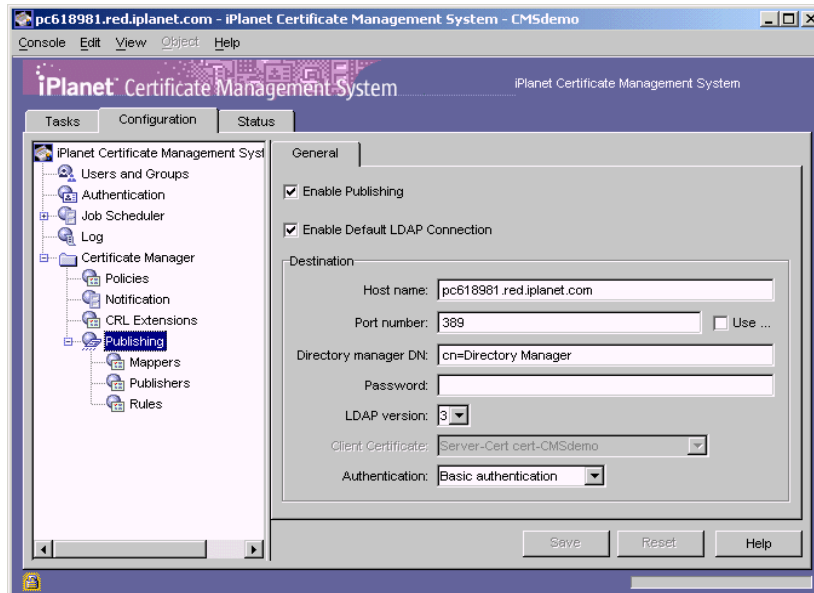 pc618981.red.iplanet.com - iPlanet Certificate Management System - CMSdemo
Console Edit View Object Help
iPlanet Certificate Management System
iPlanet Certificate Management System
Tasks Configuration Status
iPlanet Certificate Management Syst
Users and Groups
Authentication
Job Scheduler
Log
Certificate Manager
Policies
Notification
CRL Extensions
Publishing
Mappers
Publishers
Rules
General
Enable Publishing
Enable Default LDAP Connection
Destination
Host name: pc618981.red.iplanet.com
Port number: 389 Use ...
Directory manager DN: cn=Directory Manager
Password:
LDAP version: 3
Client Certificate: Server-Cert cert-CMSdemo
Authentication: Basic authentication
Save Reset Help